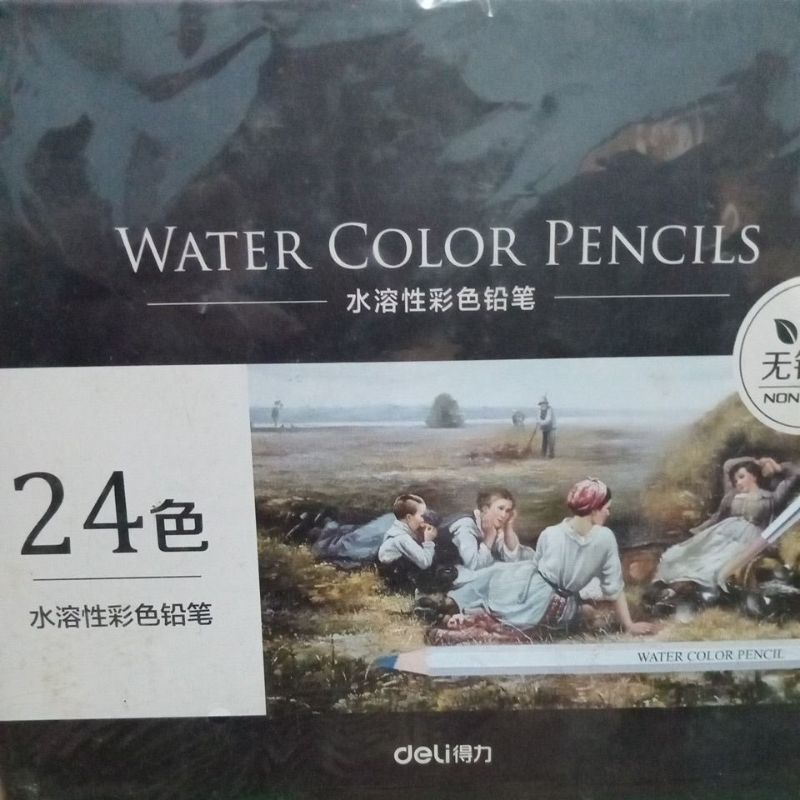 WATER COLOR PENCILS
水溶性彩色铅笔
无
NON
24色
水溶性彩色铅笔
WATER COLOR PENCIL
deli得力